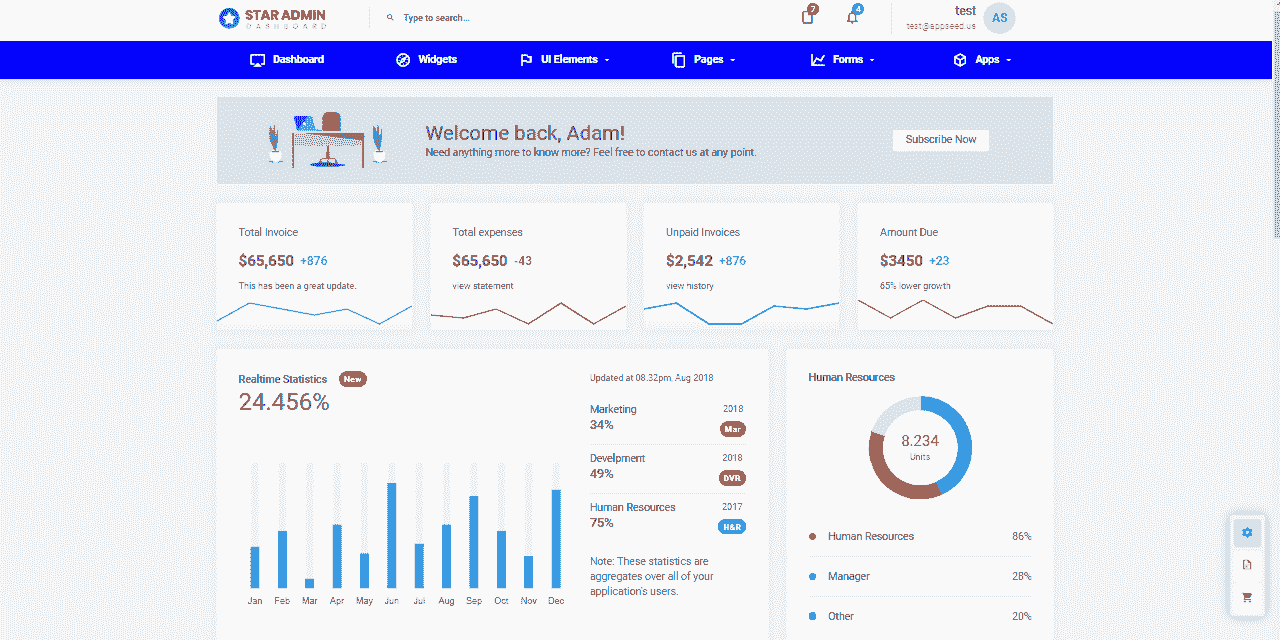 STAR ADMIN
DASHBOARD
Type to search...
7
4
test
test@appseed.us
AS
Dashboard
Widgets
UI Elements
Pages
Forms
Apps
Welcome back, Adam!
Need anything more to know more? Feel free to contact us at any point.
Subscribe Now
Total Invoice
$65,650 +876
This has been a great update.
Total expenses
$65,650 -43
view statement
Unpaid Invoices
$2,542 +876
view history
Amount Due
$3450 +23
65% lower growth
Realtime Statistics New
24.456%
Jan Feb Mar Apr May Jun Jul Aug Sep Oct Nov Dec
Updated at 08.32pm, Aug 2018
Marketing 2018
34% Mar
Develpment 2018
49% DVR
Human Resources 2017
75% H&R
Note: These statistics are
aggregates over all of your
application's users.
Human Resources
8.234
Units
Human Resources 86%
Manager 28%
Other 20%